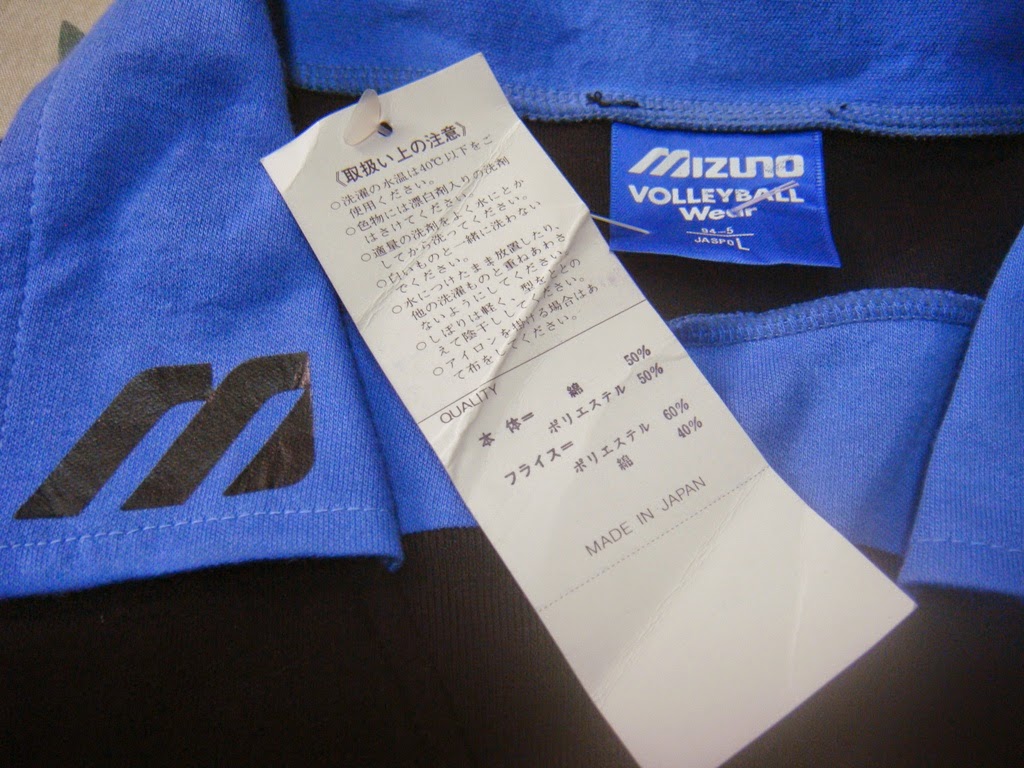 《取扱い上の注意》
○洗濯の水温は40℃以下をご
使用ください。
○色物には漂白剤入りの洗剤
はさけてください。
○適量の洗剤をよく水にとか
してから洗ってください。
○白いものと一緒に洗わない
でください。
○水につけたまま放置したり、
他の洗濯ものと重ねあわさ
ないようにしてください。
○しぼりは軽く、型をととの
えて陰干ししてください。
○アイロンを掛ける場合はあ
て布をしてください。
QUALITY
本体= 綿 50%
ポリエステル 50%
フライス= ポリエステル 60%
綿 40%
MADE IN JAPAN
MIZUNO
VOLLEYBALL
Wear
94-5
JASPO L